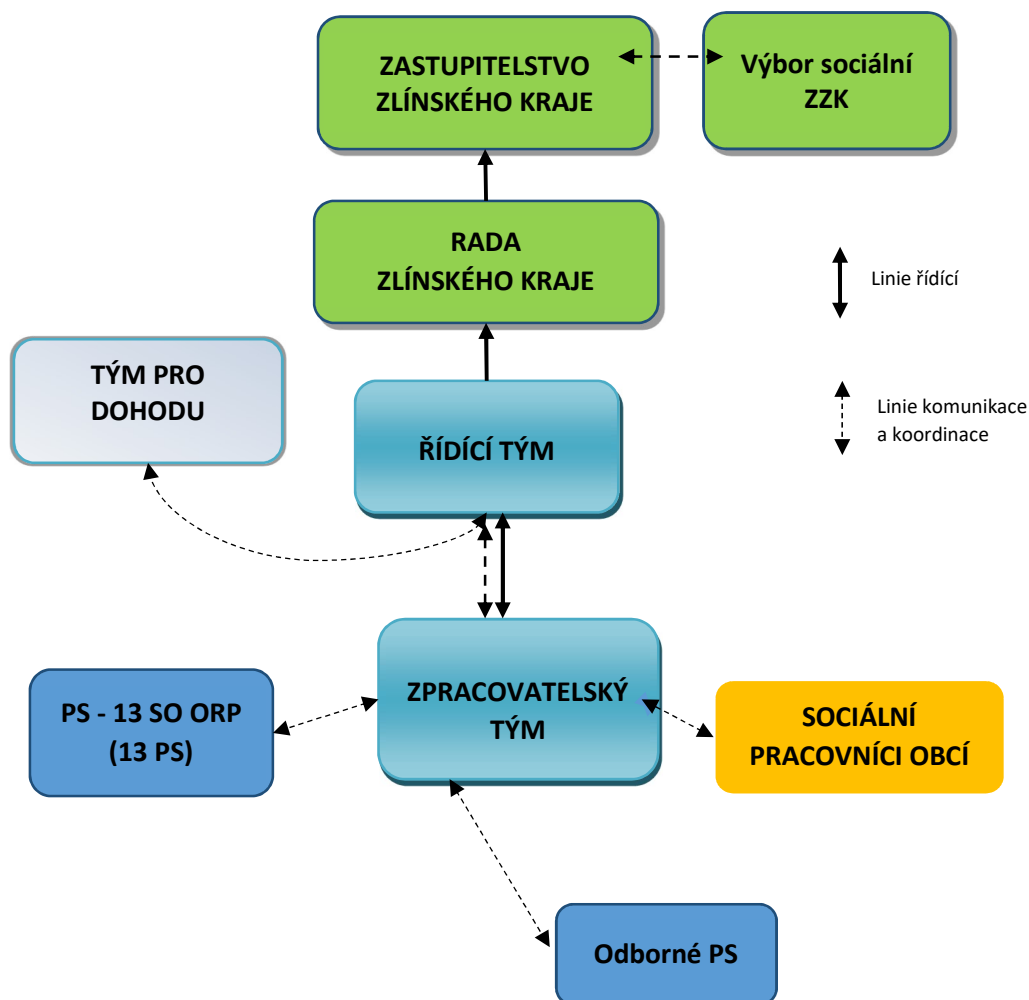 ZASTUPITELSTVO
ZLÍNSKÉHO KRAJE
Výbor sociální
ZZK
RADA
ZLÍNSKÉHO KRAJE
Linie řídící
TÝM PRO
DOHODU
ŘÍDÍCÍ TÝM
Linie komunikace
a koordinace
PS - 13 SO ORP
(13 PS)
ZPRACOVATELSKÝ
TÝM
SOCIÁLNÍ
PRACOVNÍCI OBCÍ
Odborné PS